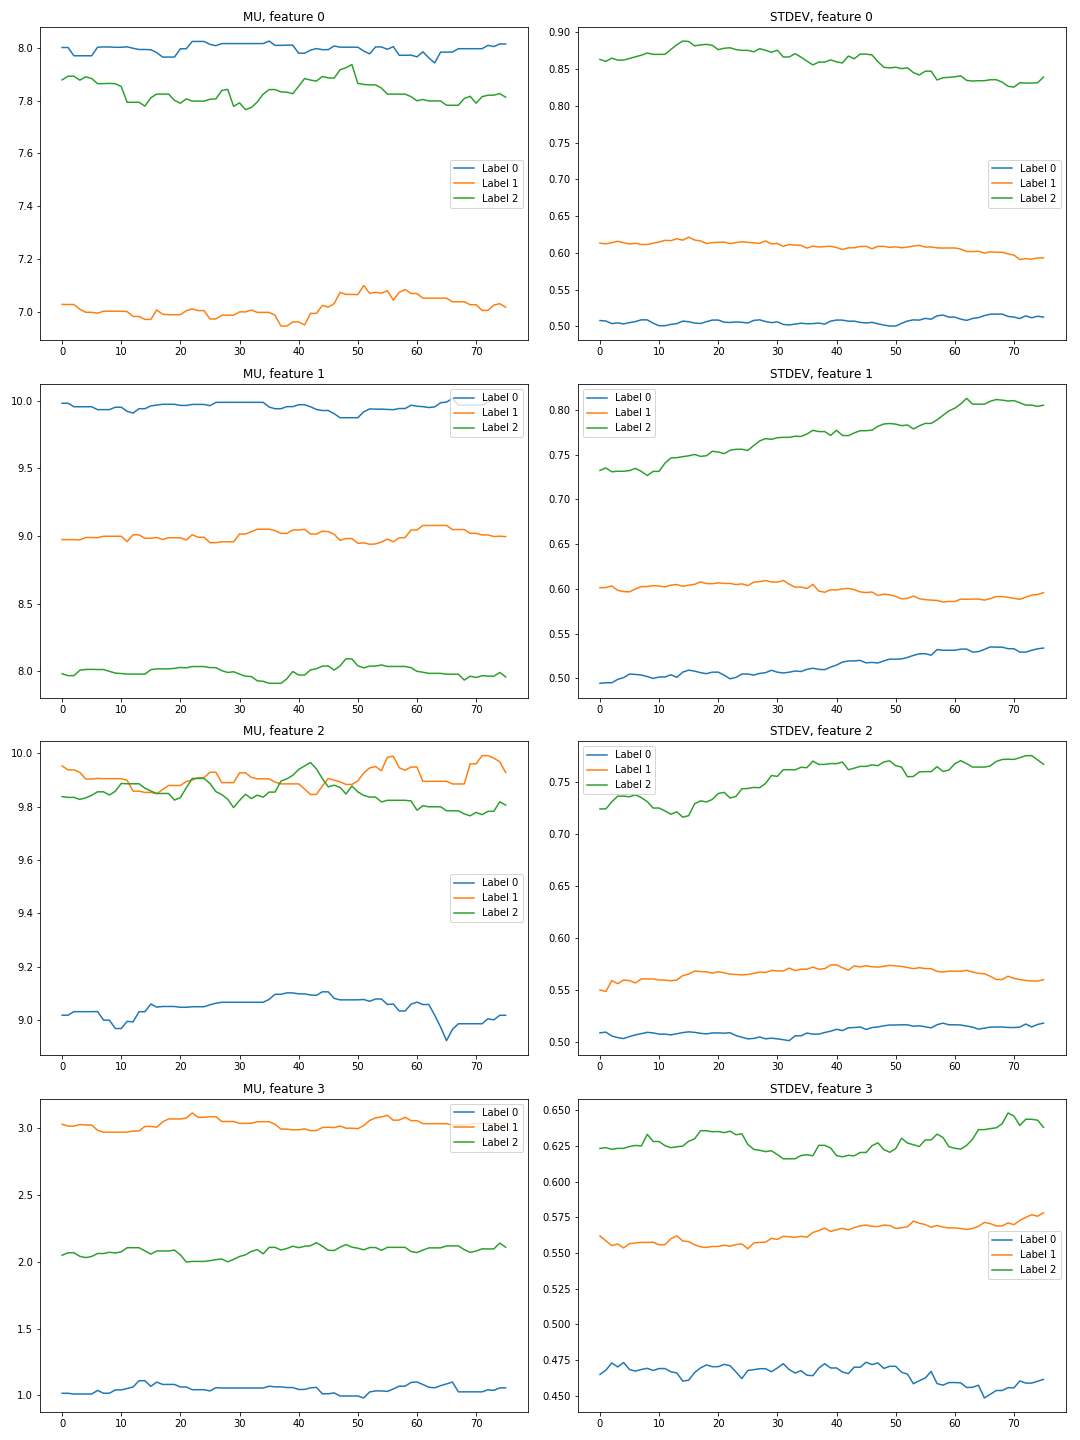 MU, feature 0
8.0
7.8
7.6
7.4
7.2
7.0
0 10 20 30 40 50 60 70
Label 0
Label 1
Label 2
STDEV, feature 0
0.90
0.85
0.80
0.75
0.70
0.65
0.60
0.55
0.50
0 10 20 30 40 50 60 70
Label 0
Label 1
Label 2
MU, feature 1
10.0
9.5
9.0
8.5
8.0
0 10 20 30 40 50 60 70
Label 0
Label 1
Label 2
STDEV, feature 1
0.80
0.75
0.70
0.65
0.60
0.55
0.50
0 10 20 30 40 50 60 70
Label 0
Label 1
Label 2
MU, feature 2
10.0
9.8
9.6
9.4
9.2
9.0
0 10 20 30 40 50 60 70
Label 0
Label 1
Label 2
STDEV, feature 2
0.75
0.70
0.65
0.60
0.55
0.50
0 10 20 30 40 50 60 70
Label 0
Label 1
Label 2
MU, feature 3
3.0
2.5
2.0
1.5
1.0
0 10 20 30 40 50 60 70
Label 0
Label 1
Label 2
STDEV, feature 3
0.650
0.625
0.600
0.575
0.550
0.525
0.500
0.475
0.450
0 10 20 30 40 50 60 70
Label 0
Label 1
Label 2